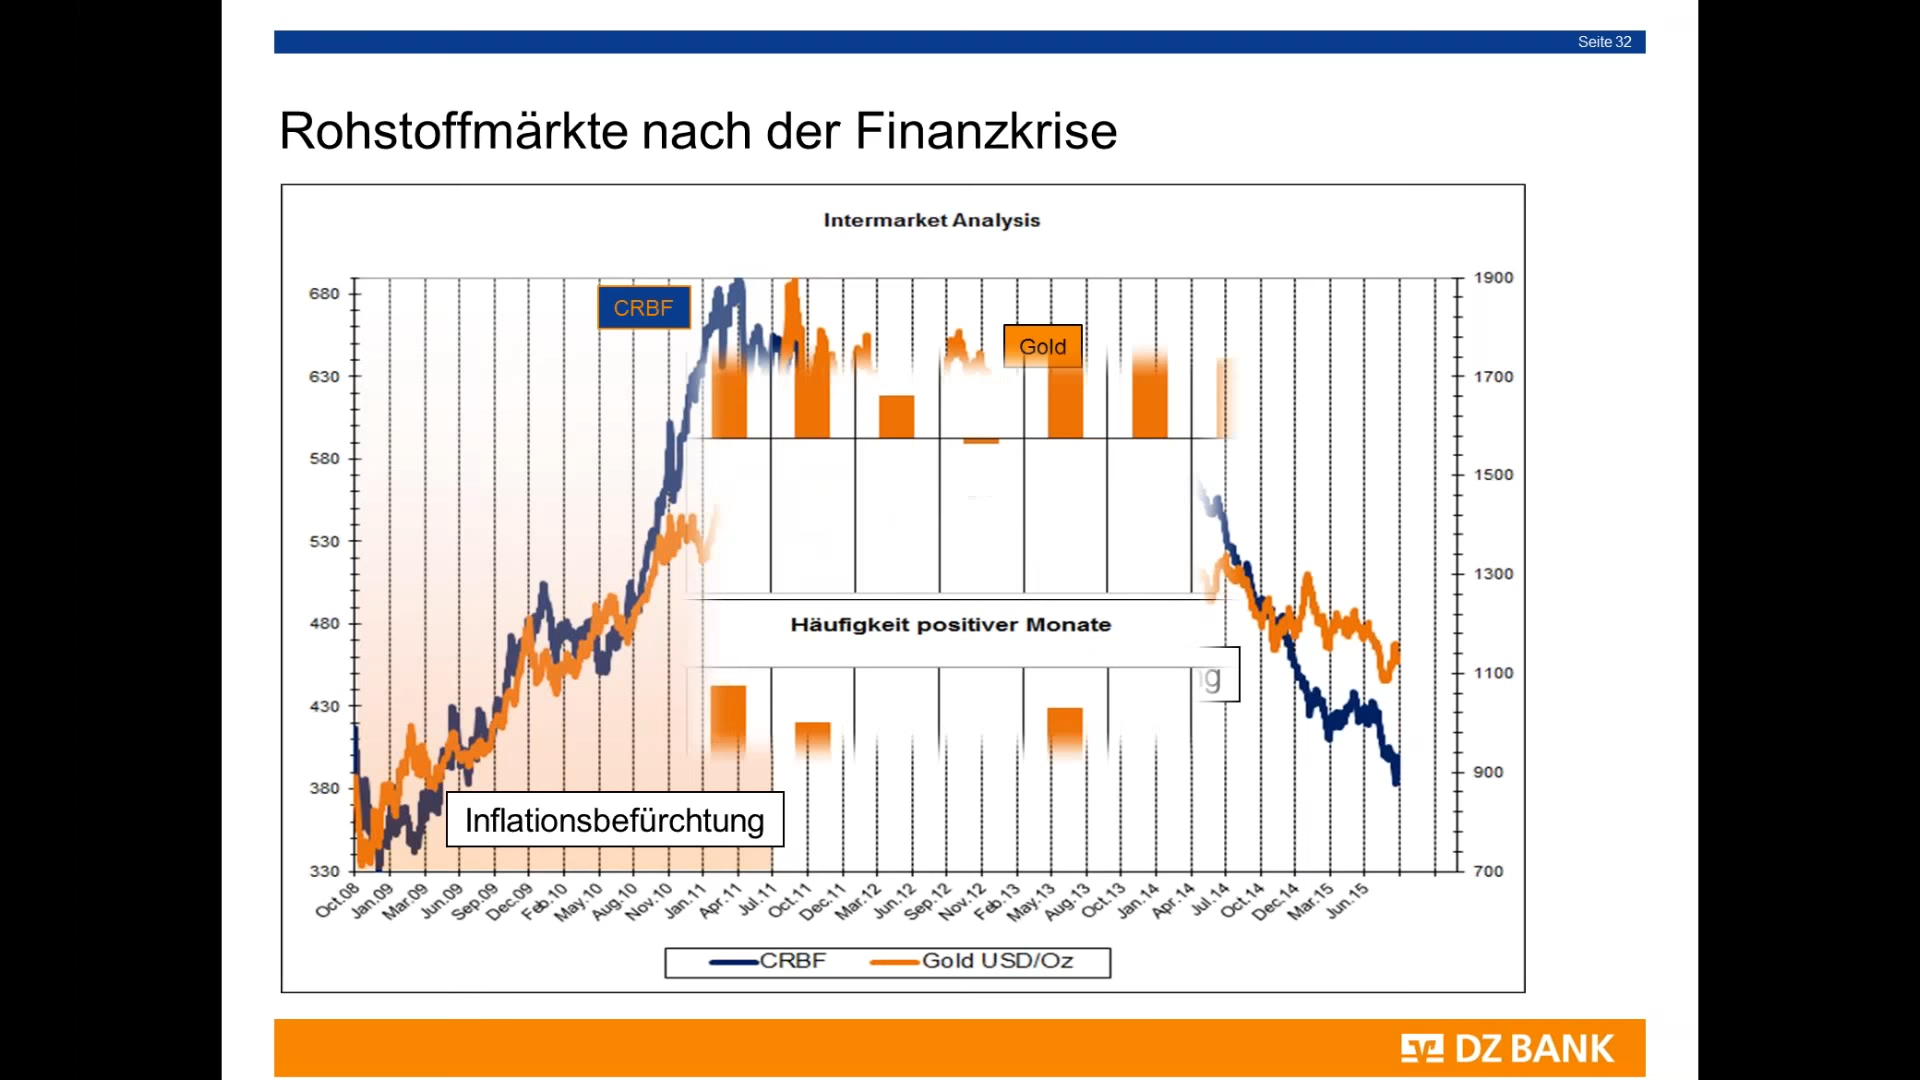 Seite 32
Rohstoffmärkte nach der Finanzkrise
Intermarket Analysis
680
630
580
530
480
430
380
330
1900
1700
1500
1300
1100
900
700
CRBF
Gold
Häufigkeit positiver Monate
Inflationsbefürchtung
Oct.08
Jan.09
Mar.09
Jun.09
Sep.09
Dec.09
Feb.10
May.10
Aug.10
Nov.10
Jan.11
Apr.11
Jul.11
Oct.11
Dec.11
Mar.12
Jun.12
Sep.12
Nov.12
Feb.13
May.13
Aug.13
Oct.13
Jan.14
Apr.14
Jul.14
Oct.14
Dec.14
Mar.15
Jun.15
CRBF
Gold USD/Oz
DZ BANK